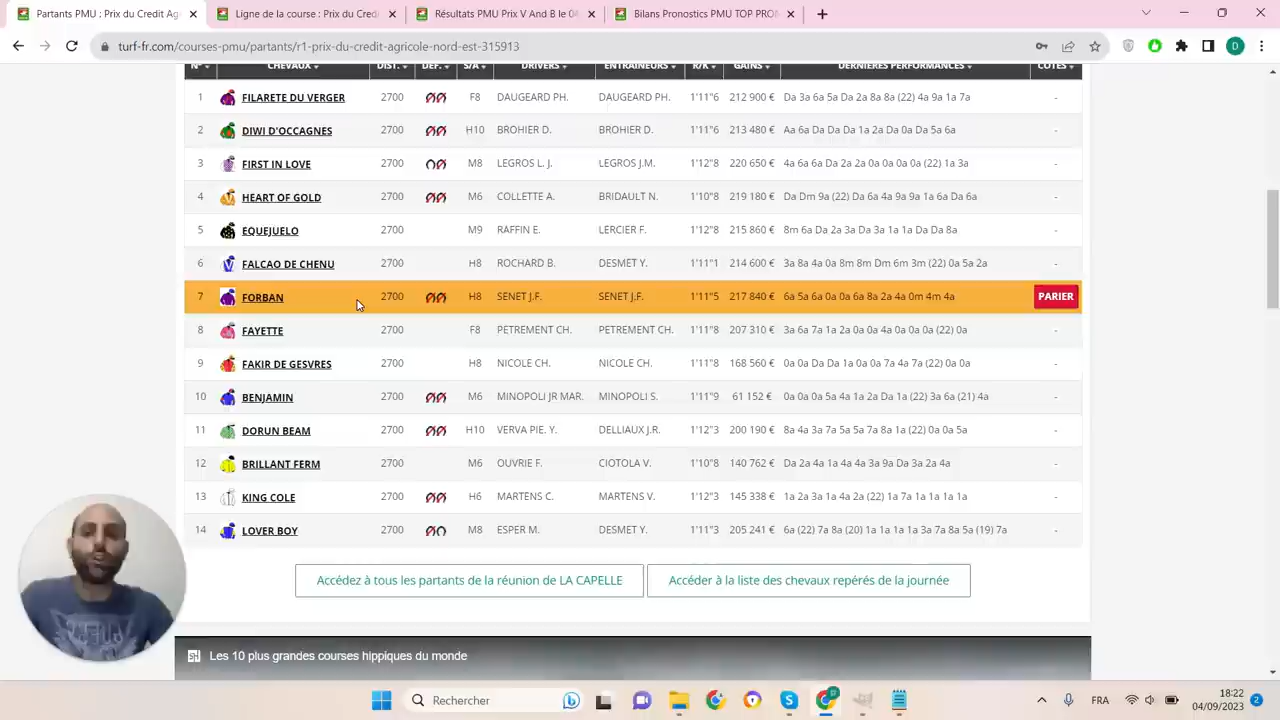 Partants PMU : Prix du Credit Ag
Ligne de la course : Prix du Cred
Résultats PMU Prix V And B le 0
Bilans Pronostics PMU TOP PRON
turf-fr.com/courses-pmu/partants/r1-prix-du-credit-agricole-nord-est-315913
N° CHEVAUX DIST. DEF. S/A DRIVERS ENTRAINEURS R/K GAINS DERNIÈRES PERFORMANCES COTES
1 FILARETE DU VERGER 2700 F8 DAUGEARD PH. DAUGEARD PH. 1'11"6 212 900 € Da 3a 6a 5a Da 2a 8a 8a (22) 4a 9a 1a 7a -
2 DIWI D'OCCAGNES 2700 H10 BROHIER D. BROHIER D. 1'11"6 213 480 € Aa 6a Da Da Da 1a 2a Da 0a Da 5a 6a -
3 FIRST IN LOVE 2700 M8 LEGROS L. J. LEGROS J.M. 1'12"8 220 650 € 4a 6a 6a Da 2a 2a 0a 0a 0a 0a (22) 1a 3a -
4 HEART OF GOLD 2700 M6 COLLETTE A. BRIDAULT N. 1'10"8 219 180 € Da Dm 9a (22) Da 6a 4a 9a 9a 1a 6a Da 6a -
5 EQUEJUELO 2700 M9 RAFFIN E. LERCIER F. 1'12"8 215 860 € 8m 6a Da 2a 3a Da 3a 1a 1a Da Da 8a -
6 FALCAO DE CHENU 2700 H8 ROCHARD B. DESMET Y. 1'11"1 214 600 € 3a 8a 4a 0a 8m 8m Dm 6m 3m (22) 0a 5a 2a -
7 FORBAN 2700 H8 SENET J.F. SENET J.F. 1'11"5 217 840 € 6a 5a 6a 0a 0a 6a 8a 2a 4a 0m 4m 4a PARIER
8 FAYETTE 2700 F8 PETREMENT CH. PETREMENT CH. 1'11"8 207 310 € 3a 6a 7a 1a 2a 0a 0a 4a 0a 0a 0a (22) 0a -
9 FAKIR DE GESVRES 2700 H8 NICOLE CH. NICOLE CH. 1'11"8 168 560 € 0a 0a Da Da 1a 0a 0a 7a 4a 7a (22) 0a 0a -
10 BENJAMIN 2700 M6 MINOPOLI JR MAR. MINOPOLI S. 1'11"9 61 152 € 0a 0a 0a 5a 4a 1a 2a Da 1a (22) 3a 6a (21) 4a -
11 DORUN BEAM 2700 H10 VERVA PIE. Y. DELLIAUX J.R. 1'12"3 200 190 € 8a 4a 3a 7a 5a 5a 7a 8a 1a (22) 0a 0a 5a -
12 BRILLANT FERM 2700 M6 OUVRIE F. CIOTOLA V. 1'10"8 140 762 € Da 2a 4a 1a 4a 4a 3a 9a Da 3a 2a 4a -
13 KING COLE 2700 H6 MARTENS C. MARTENS V. 1'12"3 145 338 € 1a 2a 3a 1a 4a 2a (22) 1a 7a 1a 1a 1a 1a -
14 LOVER BOY 2700 M8 ESPER M. DESMET Y. 1'11"3 205 241 € 6a (22) 7a 8a (20) 1a 1a 1a 1a 3a 7a 8a 5a (19) 7a -
Accédez à tous les partants de la réunion de LA CAPELLE
Accéder à la liste des chevaux repérés de la journée
Les 10 plus grandes courses hippiques du monde
Rechercher
FRA
18:22
04/09/2023
2